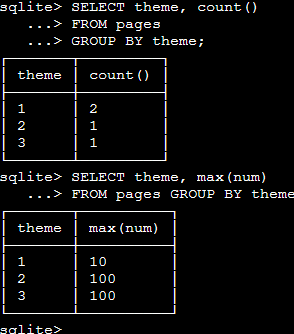 sqlite> SELECT theme, count()
...> FROM pages
...> GROUP BY theme;
theme | count()
1 | 2
2 | 1
3 | 1
sqlite> SELECT theme, max(num)
...> FROM pages GROUP BY theme
theme | max(num)
1 | 10
2 | 100
3 | 100
sqlite>